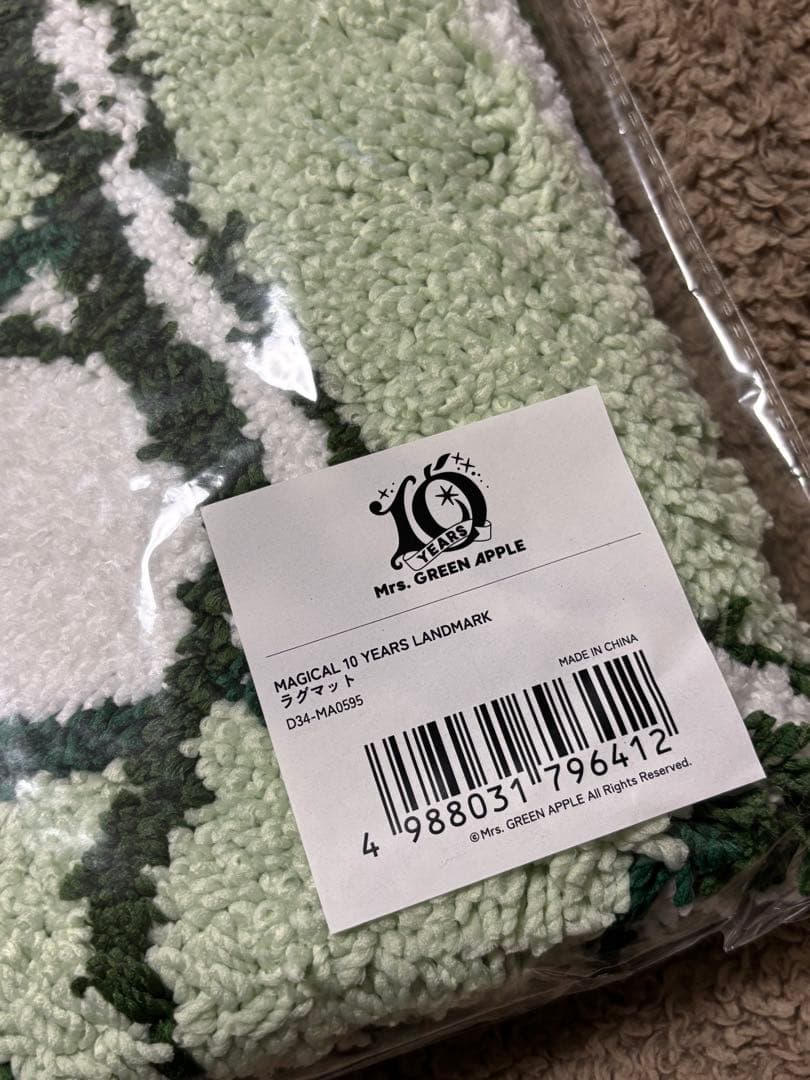 10
YEARS
Mrs. GREEN APPLE
MAGICAL 10 YEARS LANDMARK
ラグマット
D34-MA0595
MADE IN CHINA
4 988031 796412
©Mrs. GREEN APPLE All Rights Reserved.